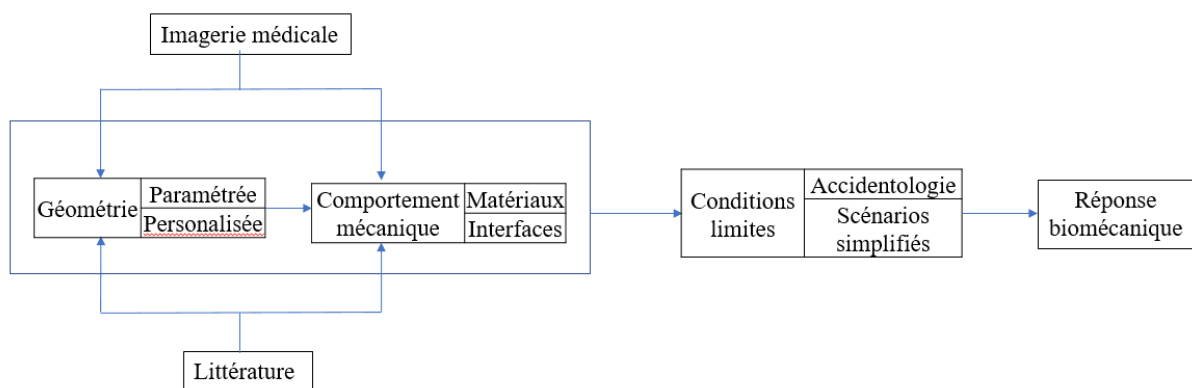 Imagerie médicale
Géométrie
Paramétrée
Personalisée
Comportement
mécanique
Matériaux
Interfaces
Conditions
limites
Accidentologie
Scénarios
simplifiés
Réponse
biomécanique
Littérature